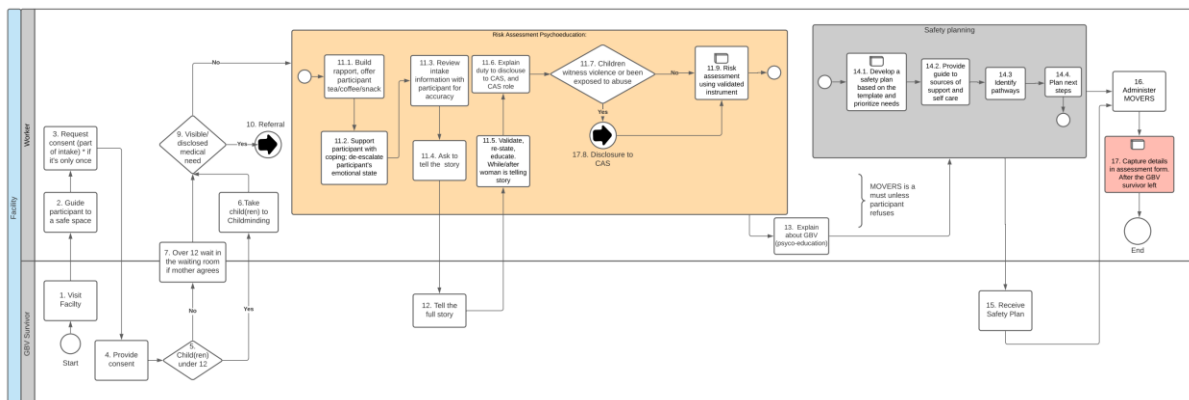 Facility
Worker
GBV Survivor
Start
1. Visit
Facilty
2. Guide
participant to
a safe space
3. Request
consent (part
of intake) * if
it's only once
4. Provide
consent
5.
Child(ren)
under 12
No
Yes
6.Take
child(ren) to
Childminding
7. Over 12 wait in
the waiting room
if mother agrees
9. Visible/
disclosed
medical
need
No
Yes
10. Referral
Risk Assessment Psychoeducation:
11.1. Build
rapport, offer
participant
tea/coffee/snack
11.2. Support
participant with
coping; de-escalate
participant's
emotional state
11.3. Review
intake
information with
participant for
accuracy
11.4. Ask to
tell the story
12. Tell the
full story
11.5. Validate,
re-state,
educate.
While/after
woman is telling
story
11.6. Explain
duty to disclouse
to CAS, and
CAS role
11.7. Children
witness violence or been
exposed to abuse
No
Yes
17.8. Disclosure to
CAS
11.9. Risk
assessment
using validated
instrument
13. Explain
about GBV
(psyco-education)
MOVERS is a
must unless
participant
refuses
Safety planning
14.1. Develop a
safety plan
based on the
template and
prioritize needs
14.2. Provide
guide to
sources of
support and
self care
14.3
Identify
pathways
14.4.
Plan next
steps
15. Receive
Safety Plan
16.
Administer
MOVERS
17. Capture details
in assessment form.
After the GBV
survivor left
End